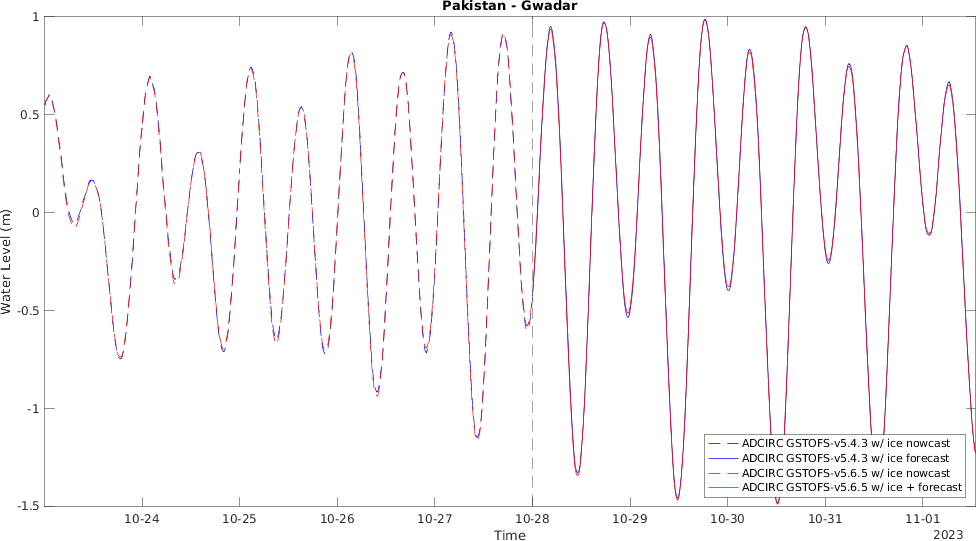 Pakistan - Gwadar
Water Level (m)
1
0.5
0
-0.5
-1
-1.5
ADCIRC GSTOFS-v5.4.3 w/ ice nowcast
ADCIRC GSTOFS-v5.4.3 w/ ice forecast
ADCIRC GSTOFS-v5.6.5 w/ ice nowcast
ADCIRC GSTOFS-v5.6.5 w/ ice + forecast
10-24 10-25 10-26 10-27 10-28 10-29 10-30 10-31 11-01
Time
2023